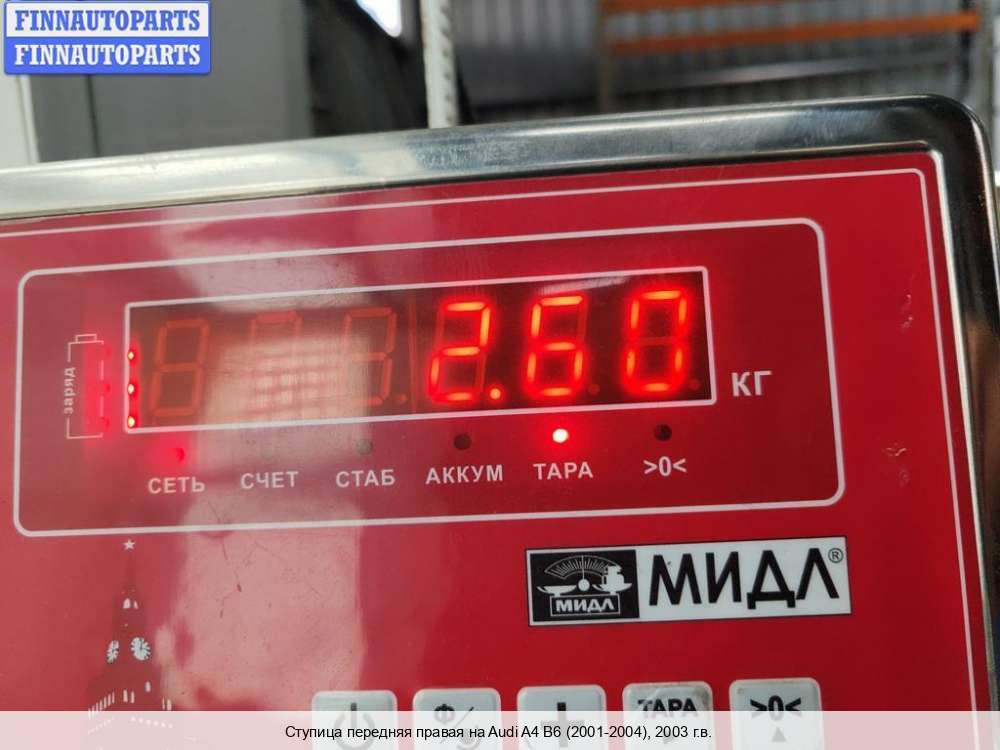 FINNAUTOPARTS
FINNAUTOPARTS
заряд
2.60 КГ
СЕТЬ СЧЕТ СТАБ АККУМ ТАРА >0<
МИДЛ МИДЛ®
Ф/g + ТАРА >0<
Ступица передняя правая на Audi A4 B6 (2001-2004), 2003 г.в.